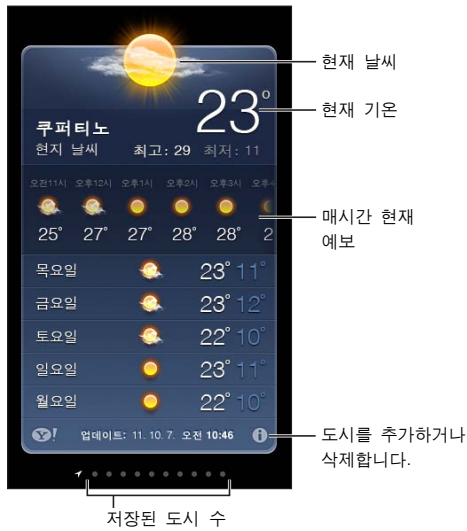 현재 날씨
23°
현재 기온
쿠퍼티노
현지 날씨 최고: 29 최저: 11
오전11시 오후12시 오후1시 오후2시 오후3시 오후
25° 27° 27° 28° 28° 2
매시간 현재
예보
목요일 23° 11°
금요일 23° 12°
토요일 22° 10°
일요일 23° 11°
월요일 22° 10°
Y! 업데이트: 11. 10. 7. 오전 10:46
도시를 추가하거나
삭제합니다.
저장된 도시 수